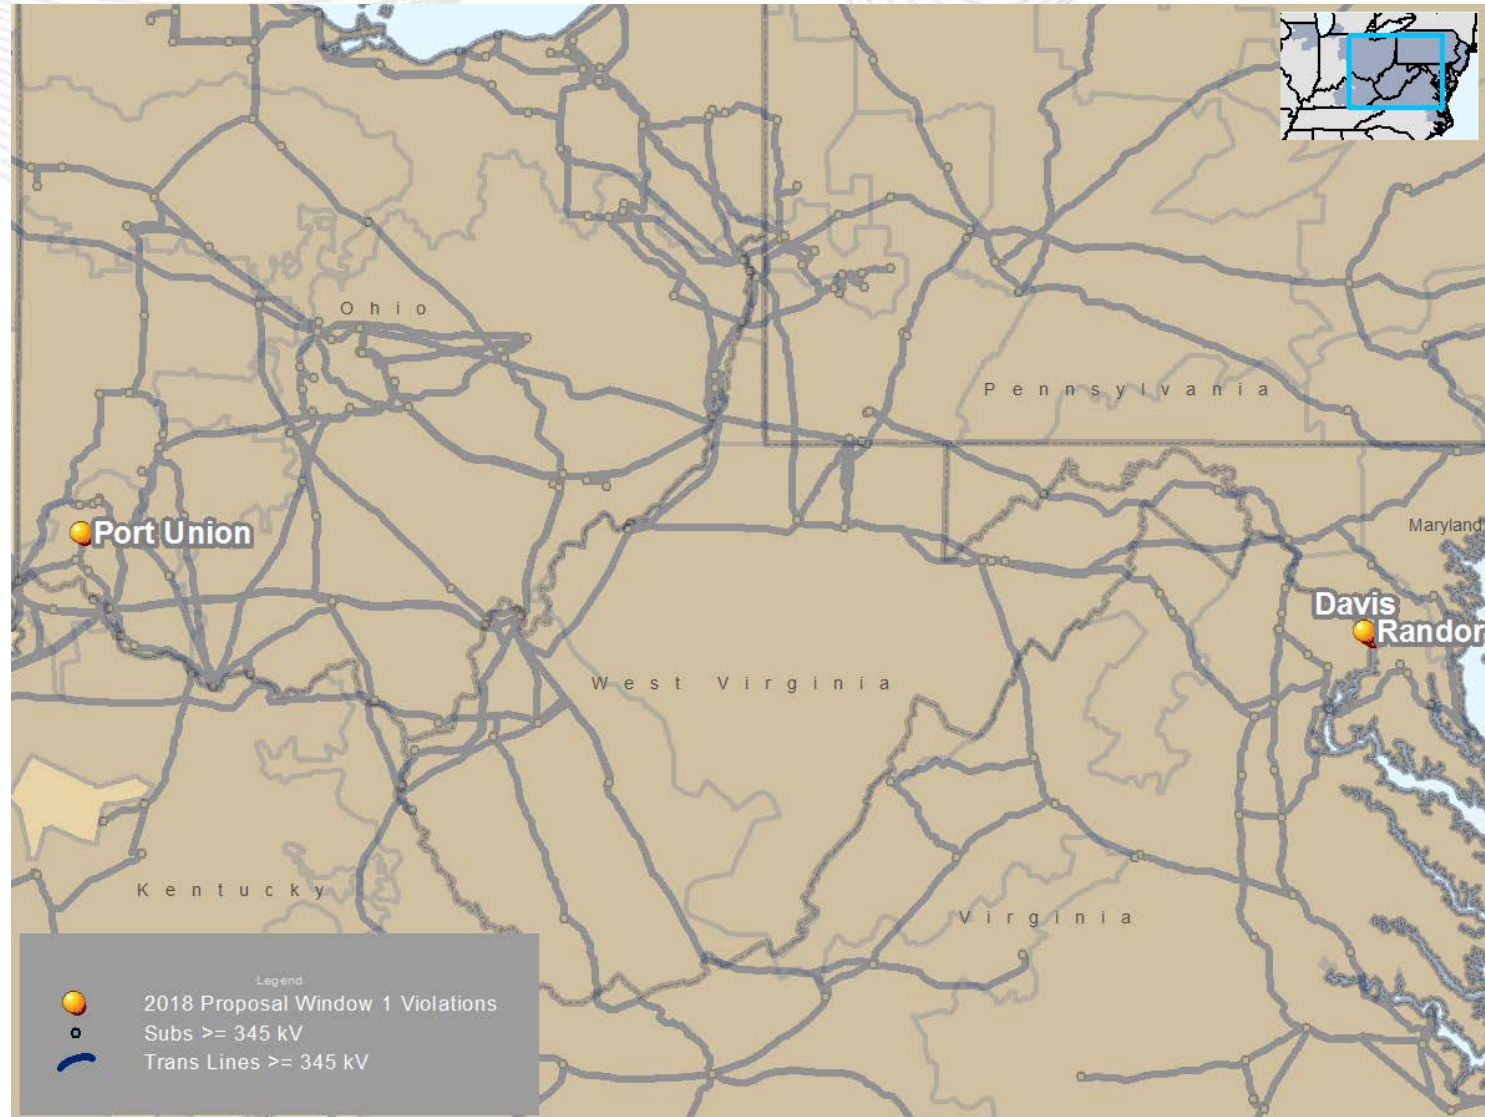 Ohio
Pennsylvania
Port Union
Maryland
Davis
Randor
West Virginia
Kentucky
Virginia
Legend
2018 Proposal Window 1 Violations
Subs >= 345 kV
Trans Lines >= 345 kV